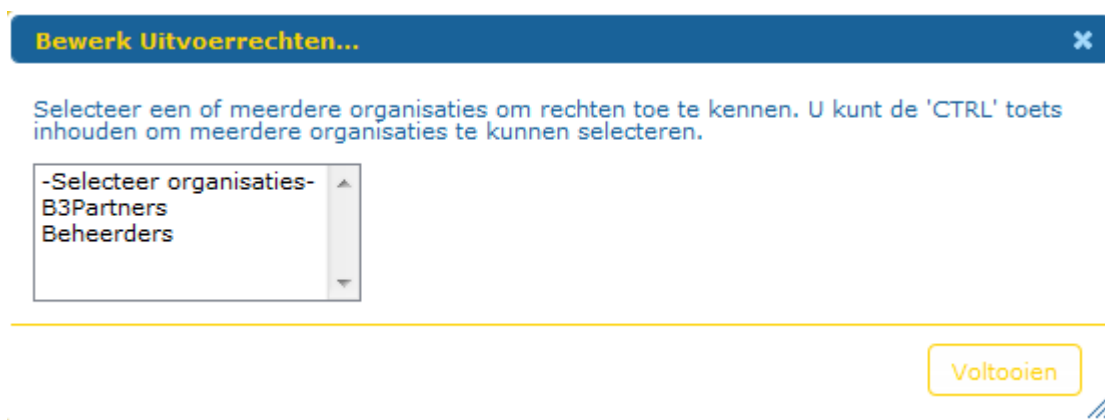 Bewerk Uitvoerrechten...
Selecteer een of meerdere organisaties om rechten toe te kennen. U kunt de 'CTRL' toets
inhouden om meerdere organisaties te kunnen selecteren.
-Selecteer organisaties-
B3Partners
Beheerders
Voltooien